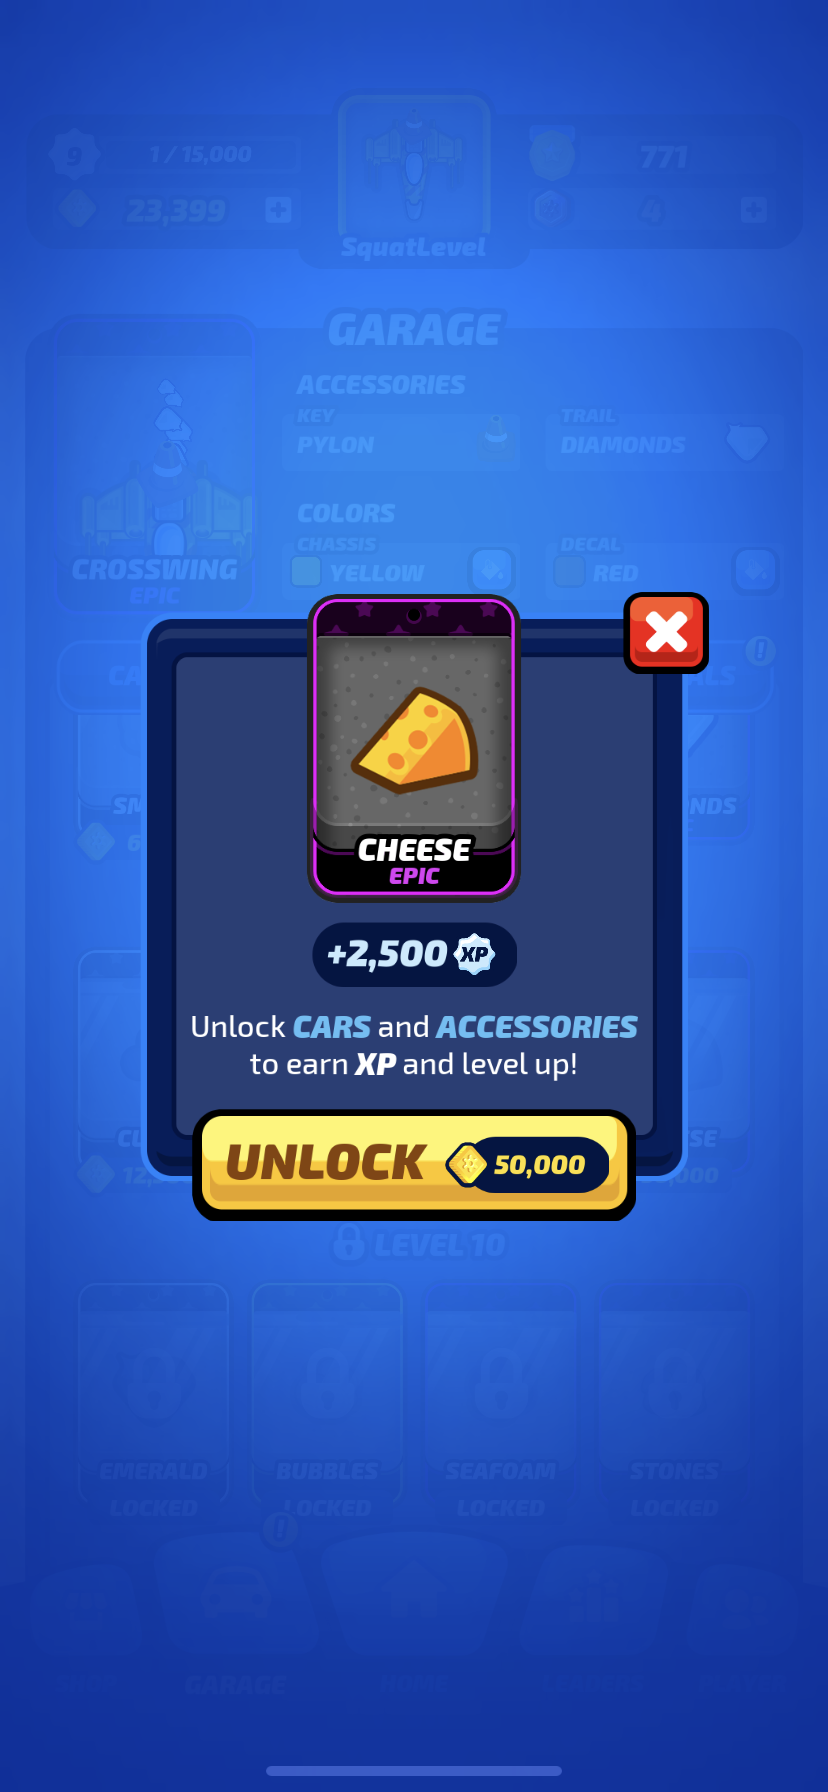 9
1 / 15,000
771
23,399
4
SquatLevel
GARAGE
ACCESSORIES
KEY
TRAIL
PYLON
DIAMONDS
COLORS
CHASSIS
DECAL
CROSSWING
YELLOW
RED
EPIC
CHEESE
EPIC
+2,500 XP
Unlock CARS and ACCESSORIES
to earn XP and level up!
UNLOCK 50,000
LEVEL 10
EMERALD
BUBBLES
SEAFOAM
STONES
LOCKED
LOCKED
LOCKED
LOCKED
GARAGE